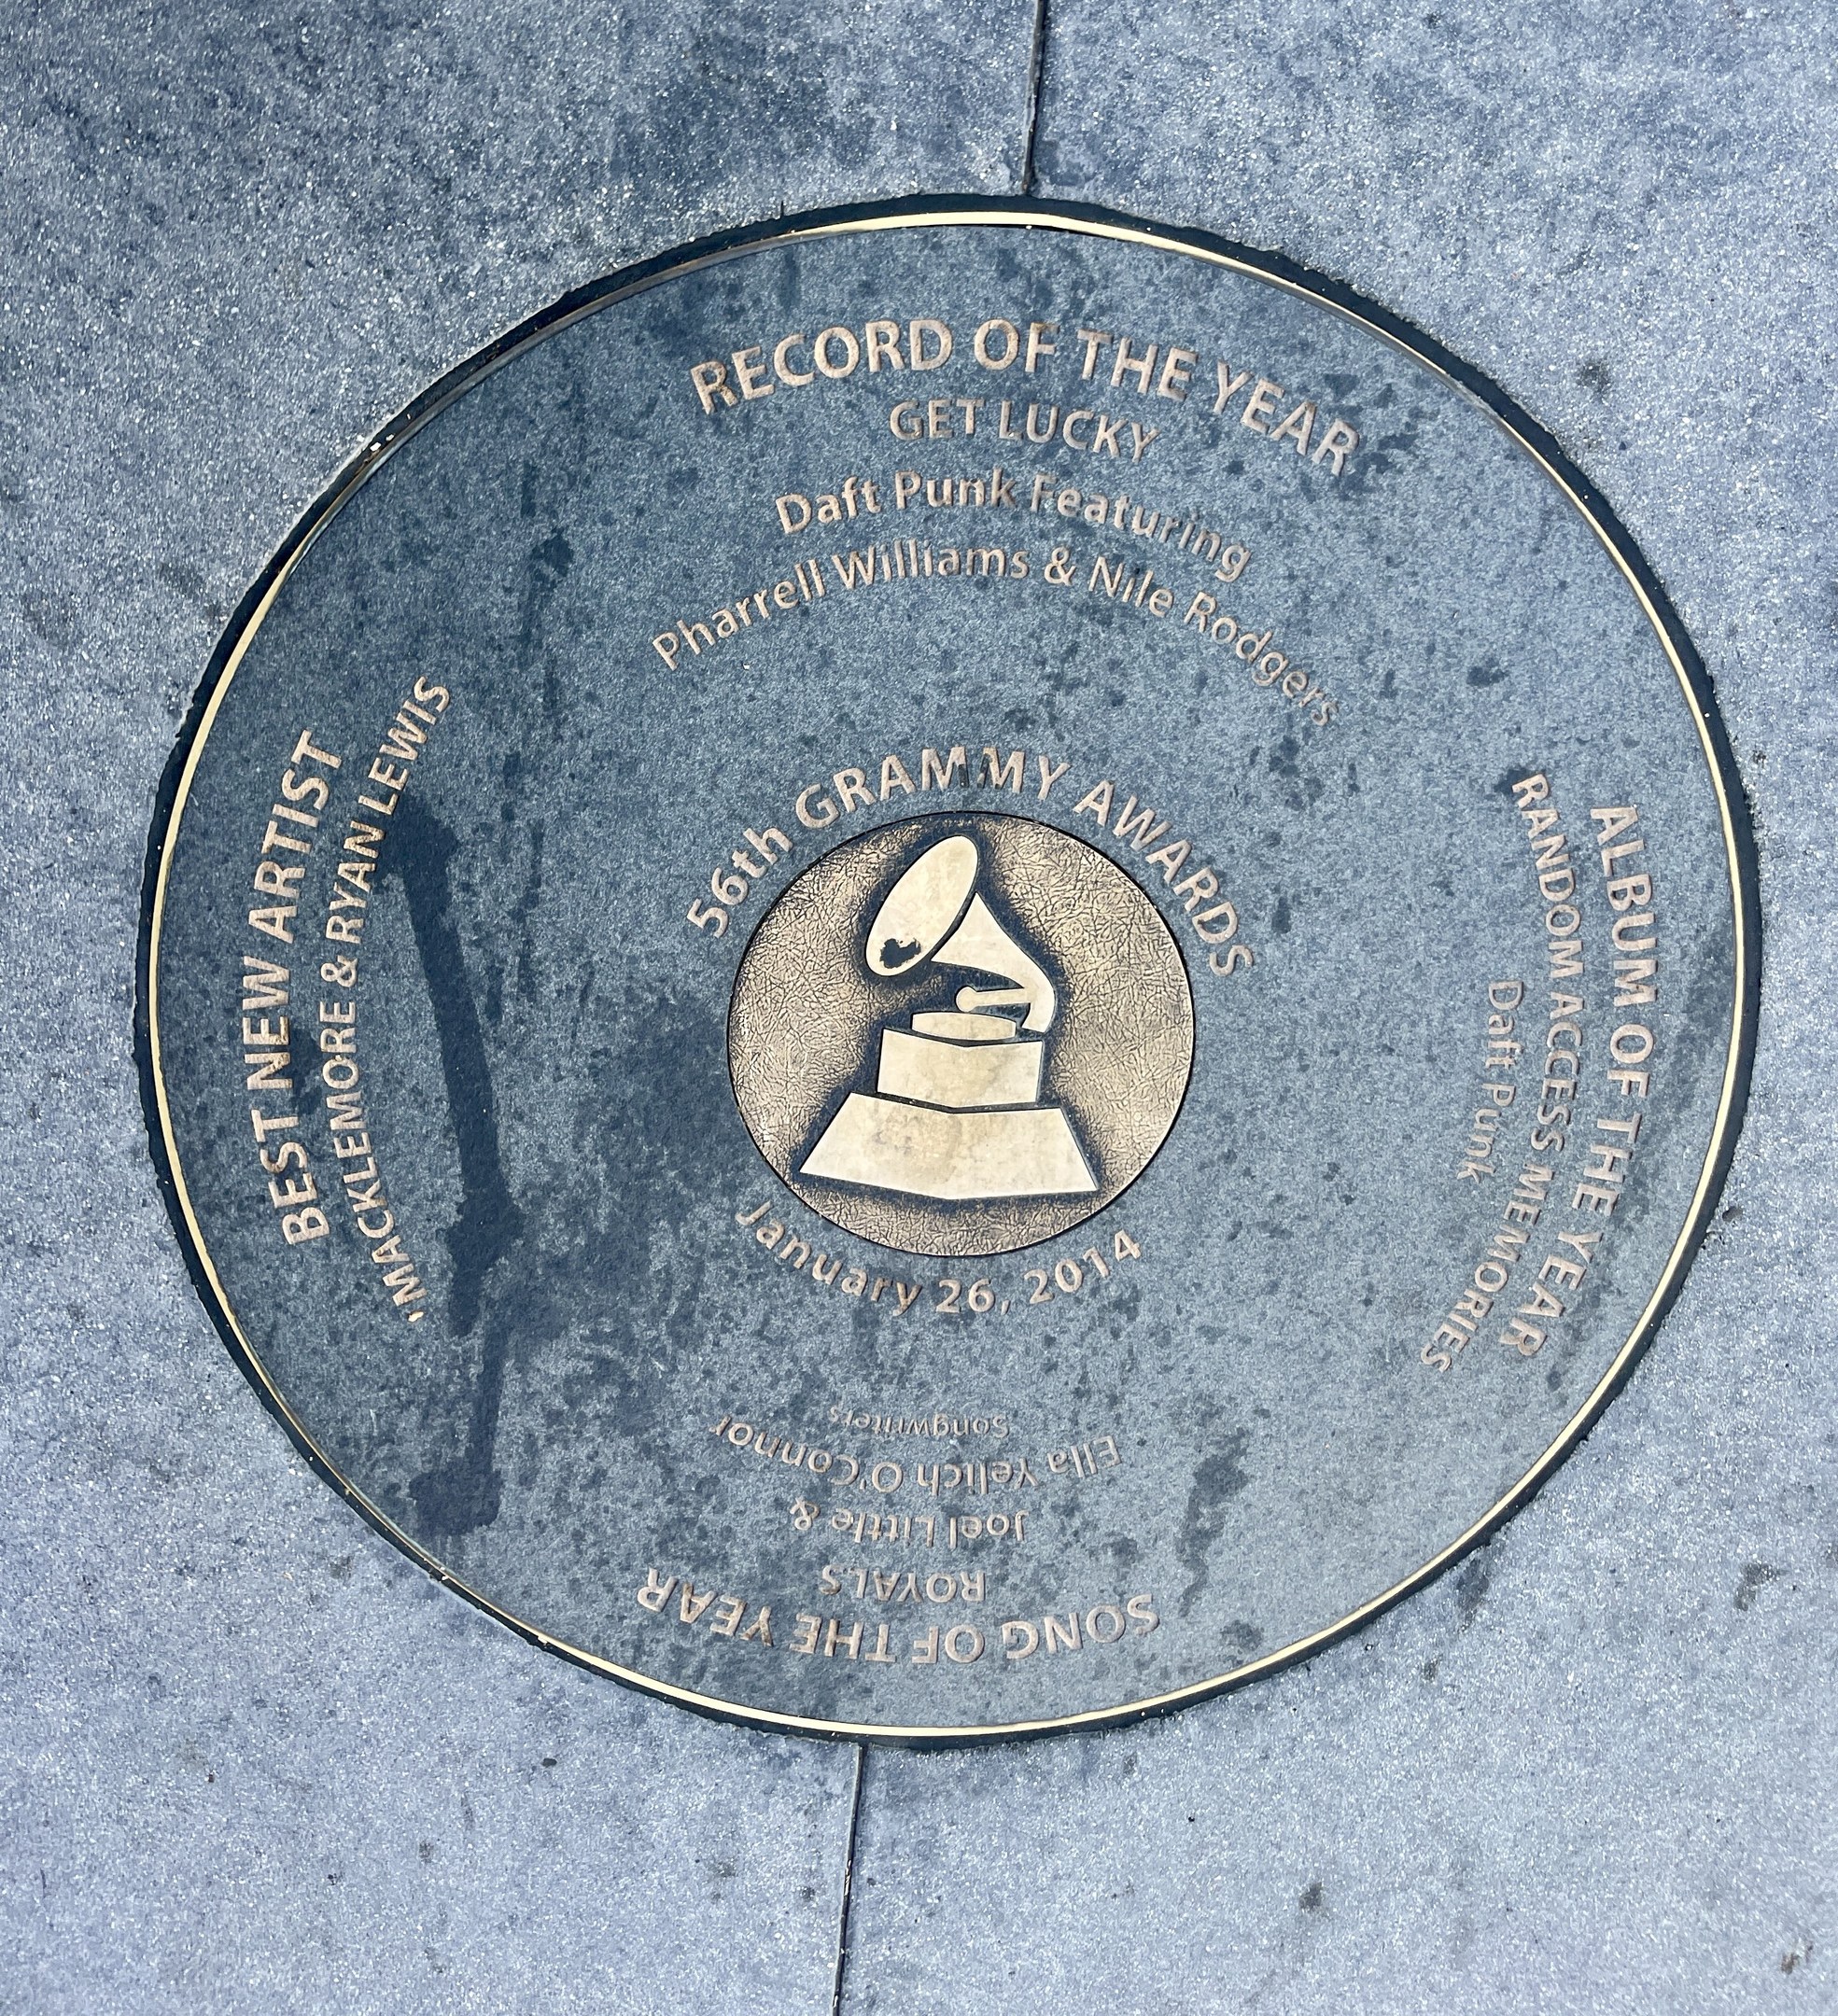 RECORD OF THE YEAR
GET LUCKY
Daft Punk Featuring
Pharrell Williams & Nile Rodgers
ALBUM OF THE YEAR
RANDOM ACCESS MEMORIES
Daft Punk
SONG OF THE YEAR
ROYALS
Joel Little &
Ella Yelich O'Connor
Songwriters
BEST NEW ARTIST
'MACKLEMORE & RYAN LEWIS
56th GRAMMY AWARDS
January 26, 2014